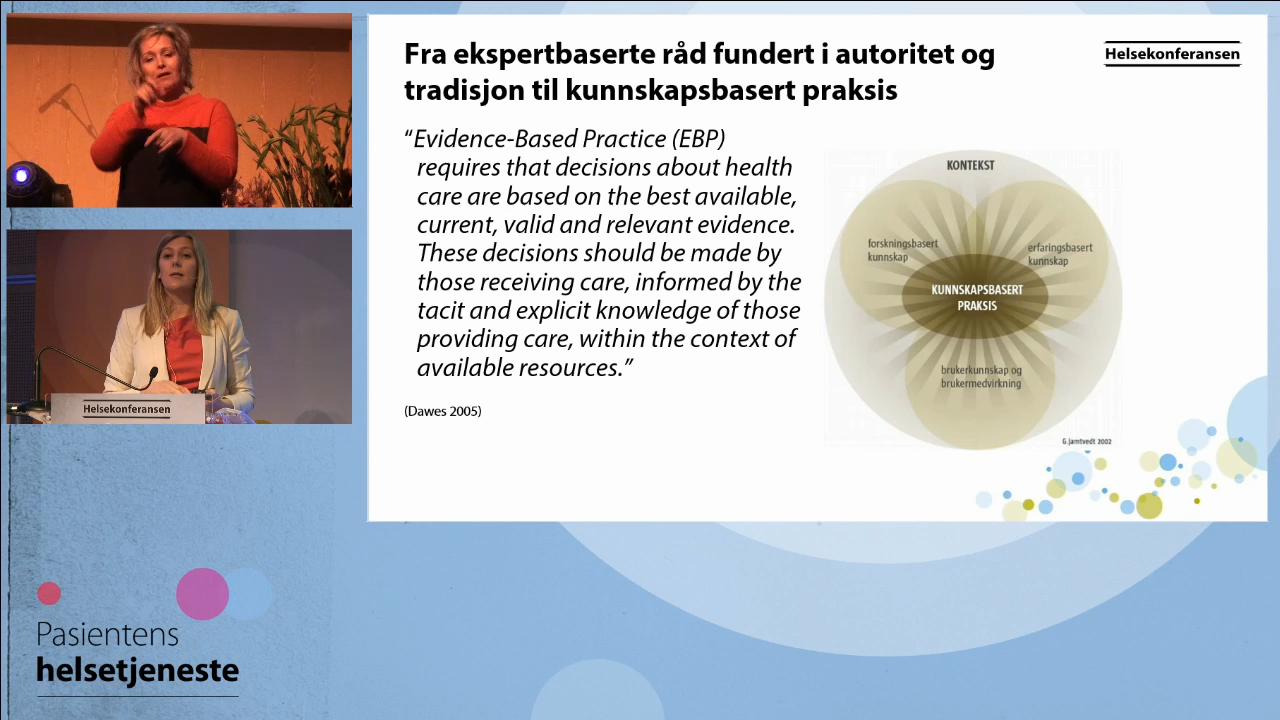 Fra ekspertbaserte råd fundert i autoritet og
tradisjon til kunnskapsbasert praksis
Helsekonferansen
“Evidence-Based Practice (EBP)
requires that decisions about health
care are based on the best available,
current, valid and relevant evidence.
These decisions should be made by
those receiving care, informed by the
tacit and explicit knowledge of those
providing care, within the context of
available resources.”
(Dawes 2005)
KONTEKST
forskningsbasert
kunnskap
erfaringsbasert
kunnskap
KUNNSKAPSBASERT
PRAKSIS
brukerkunnskap og
brukermedvirkning
G.Jamtvedt 2002
Helsekonferansen
Pasientens
helsetjeneste